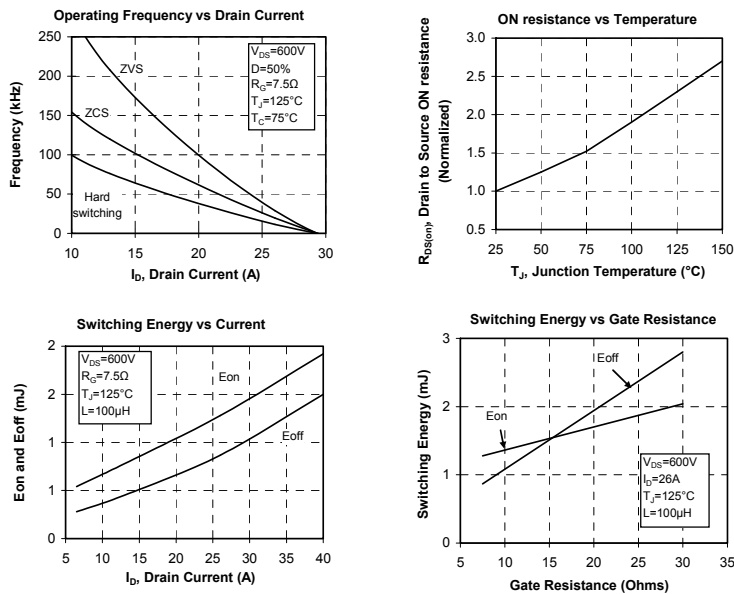 Operating Frequency vs Drain Current
Frequency (kHz)
250
200
150
100
50
0
ZVS
ZCS
Hard
switching
VDS=600V
D=50%
RG=7.5Ω
TJ=125°C
TC=75°C
10 15 20 25 30
ID, Drain Current (A)
ON resistance vs Temperature
RDS(on), Drain to Source ON resistance
(Normalized)
3.0
2.5
2.0
1.5
1.0
0.5
25 50 75 100 125 150
TJ, Junction Temperature (°C)
Switching Energy vs Current
Eon and Eoff (mJ)
2
2
1
1
0
VDS=600V
RG=7.5Ω
TJ=125°C
L=100µH
Eon
Eoff
5 10 15 20 25 30 35 40
ID, Drain Current (A)
Switching Energy vs Gate Resistance
Switching Energy (mJ)
3
2
1
0
Eoff
Eon
VDS=600V
ID=26A
TJ=125°C
L=100µH
5 10 15 20 25 30 35
Gate Resistance (Ohms)